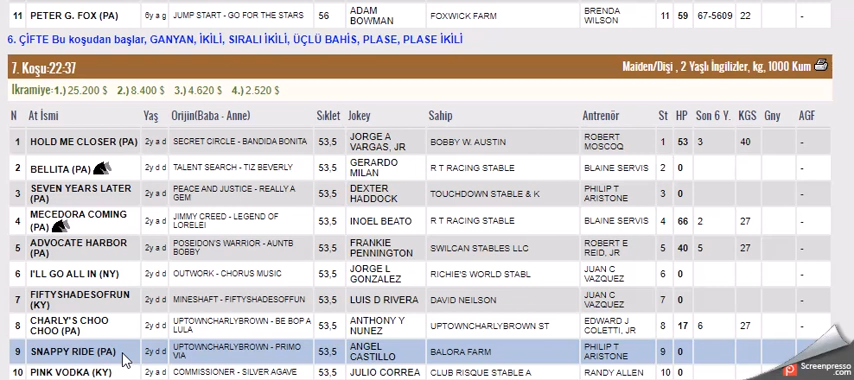 11 PETER G. FOX (PA) 6y a g JUMP START - GO FOR THE STARS 56 ADAM BOWMAN FOXWICK FARM BRENDA WILSON 11 59 67-5609 22 -
6. ÇİFTE Bu koşudan başlar, GANYAN, İKİLİ, SIRALI İKİLİ, ÜÇLÜ BAHİS, PLASE, PLASE İKİLİ
7. Koşu:22:37 Maiden/Dişi , 2 Yaşlı İngilizler, kg, 1000 Kum
İkramiye:1.) 25.200 $ 2.) 8.400 $ 3.) 4.620 $ 4.) 2.520 $
N At İsmi Yaş Orijin(Baba - Anne) Sıklet Jokey Sahip Antrenör St HP Son 6 Y. KGS Gny AGF
1 HOLD ME CLOSER (PA) 2y a d SECRET CIRCLE - BANDIDA BONITA 53,5 JORGE A VARGAS, JR BOBBY W. AUSTIN ROBERT MOSCOQ 1 53 3 40 -
2 BELLITA (PA) 2y d d TALENT SEARCH - TIZ BEVERLY 53,5 GERARDO MILAN R T RACING STABLE BLAINE SERVIS 2 0 -
3 SEVEN YEARS LATER (PA) 2y a d PEACE AND JUSTICE - REALLY A GEM 53,5 DEXTER HADDOCK TOUCHDOWN STABLE & K PHILIP T ARISTONE 3 0 -
4 MECEDORA COMING (PA) 2y a d JIMMY CREED - LEGEND OF LORELEI 53,5 INOEL BEATO R T RACING STABLE BLAINE SERVIS 4 66 2 27 -
5 ADVOCATE HARBOR (PA) 2y a d POSEIDON'S WARRIOR - AUNTB BOBBY 53,5 FRANKIE PENNINGTON SWILCAN STABLES LLC ROBERT E REID, JR 5 40 5 27 -
6 I'LL GO ALL IN (NY) 2y d d OUTWORK - CHORUS MUSIC 53,5 JORGE L GONZALEZ RICHIE'S WORLD STABL JUAN C VAZQUEZ 6 0 -
7 FIFTYSHADESOFRUN (KY) 2y d d MINESHAFT - FIFTYSHADESOFFUN 53,5 LUIS D RIVERA DAVID NEILSON JUAN C VAZQUEZ 7 0 -
8 CHARLY'S CHOO CHOO (PA) 2y d d UPTOWNCHARLYBROWN - BE BOP A LULA 53,5 ANTHONY Y NUNEZ UPTOWNCHARLYBROWN ST EDWARD J COLETTI, JR 8 17 6 27 -
9 SNAPPY RIDE (PA) 2y d d UPTOWNCHARLYBROWN - PRIMO VIA 53,5 ANGEL CASTILLO BALORA FARM PHILIP T ARISTONE 9 0
10 PINK VODKA (KY) 2y a d COMMISSIONER - SILVER AGAVE 53,5 JULIO CORREA CLUB RISQUE STABLE A RANDY ALLEN 10 0
Screenpresso.com